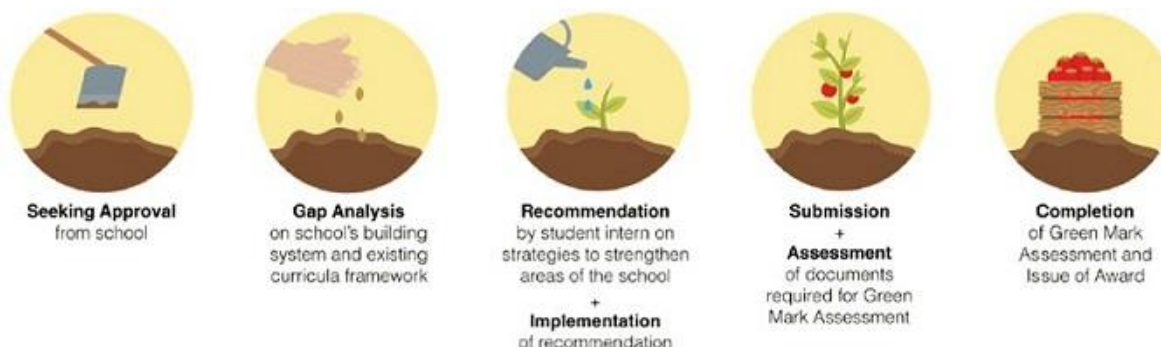 Seeking Approval
from school
Gap Analysis
on school's building
system and existing
curricula framework
Recommendation
by student intern on
strategies to strengthen
areas of the school
+
Implementation
of recommendation
Submission
+
Assessment
of documents
required for Green
Mark Assessment
Completion
of Green Mark
Assessment and
Issue of Award